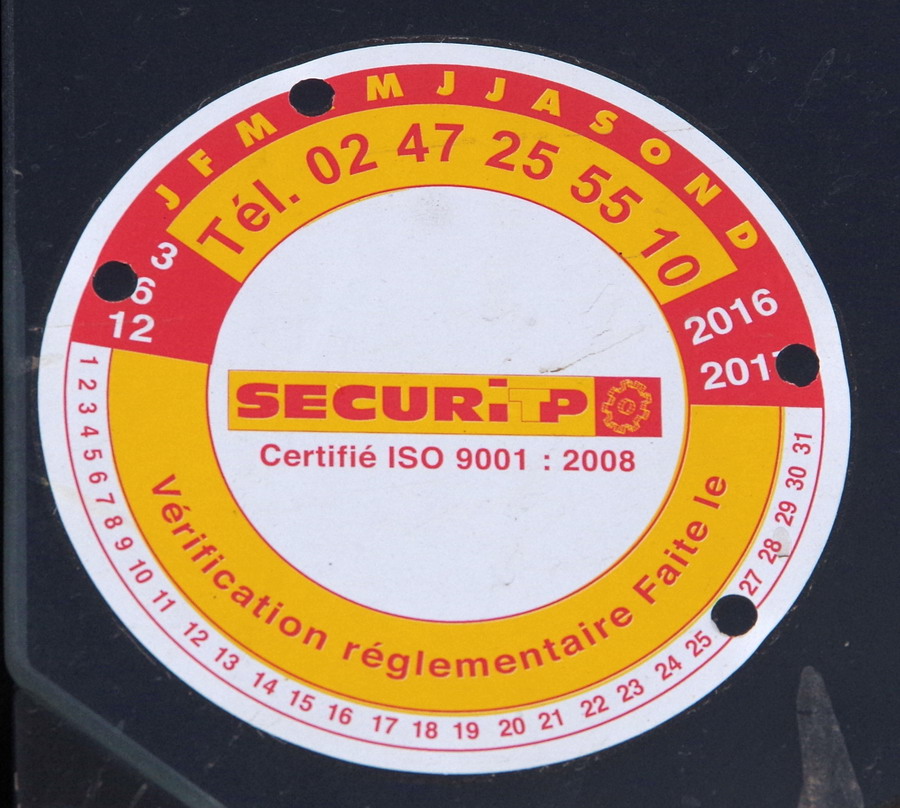 J F M M J J A S O N D
Tél. 02 47 25 55 10
3
6
12
2016
2017
SECURITP
Certifié ISO 9001 : 2008
Vérification réglementaire Faite le
1 2 3 4 5 6 7 8 9 10 11 12 13 14 15 16 17 18 19 20 21 22 23 24 25 27 28 29 30 31